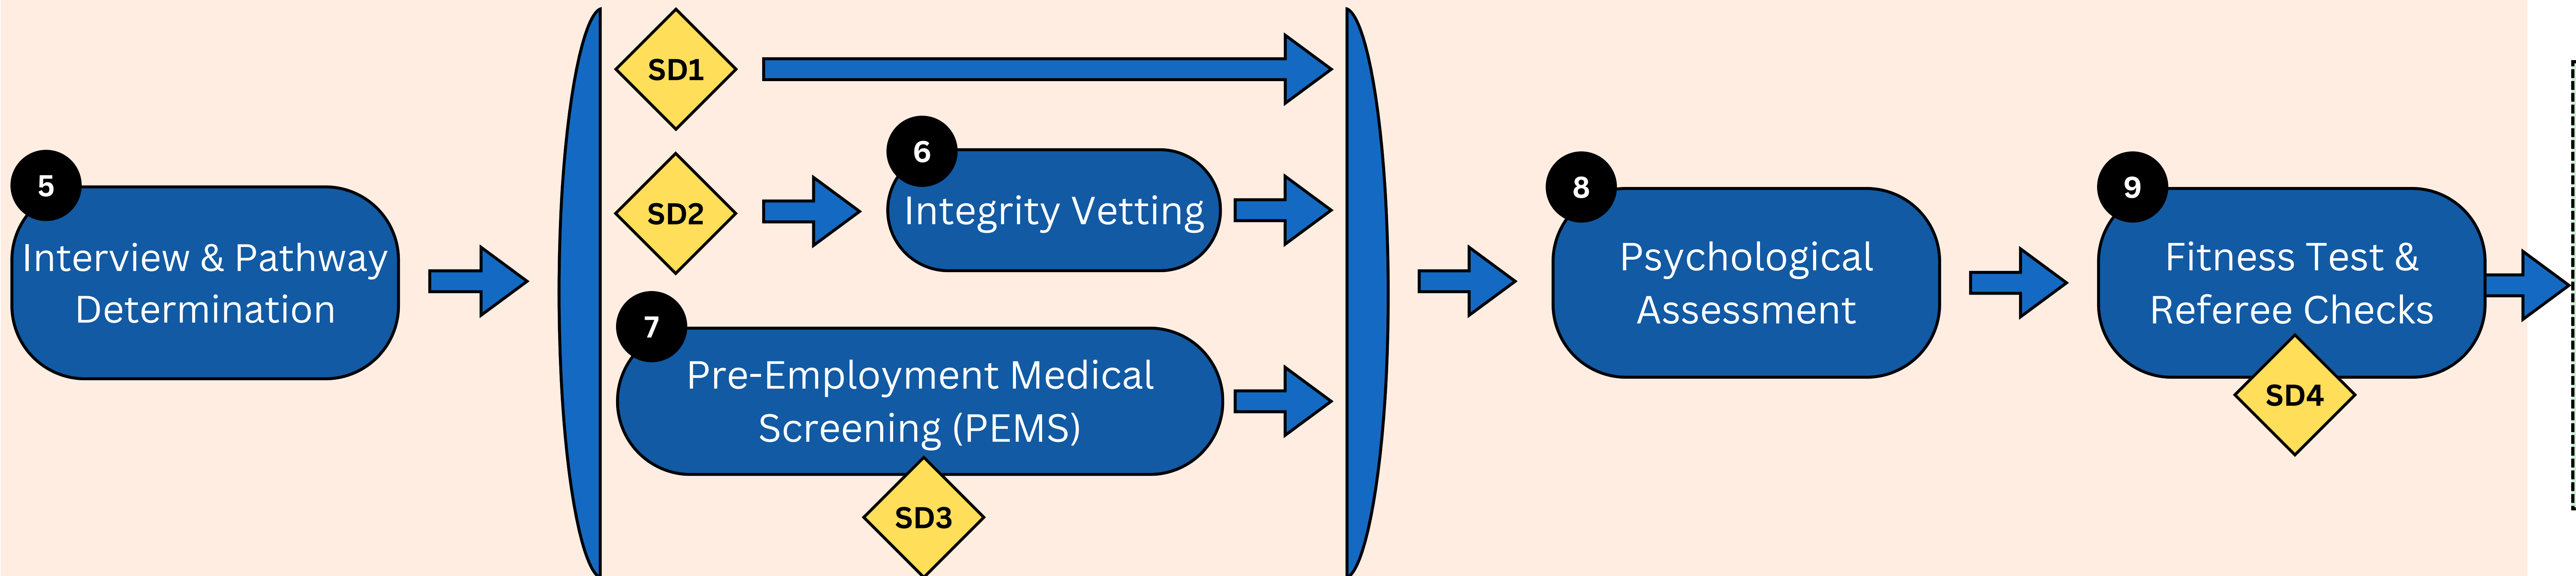 5
Interview & Pathway
Determination
SD1
SD2
6
Integrity Vetting
7
Pre-Employment Medical
Screening (PEMS)
SD3
8
Psychological
Assessment
9
Fitness Test &
Referee Checks
SD4